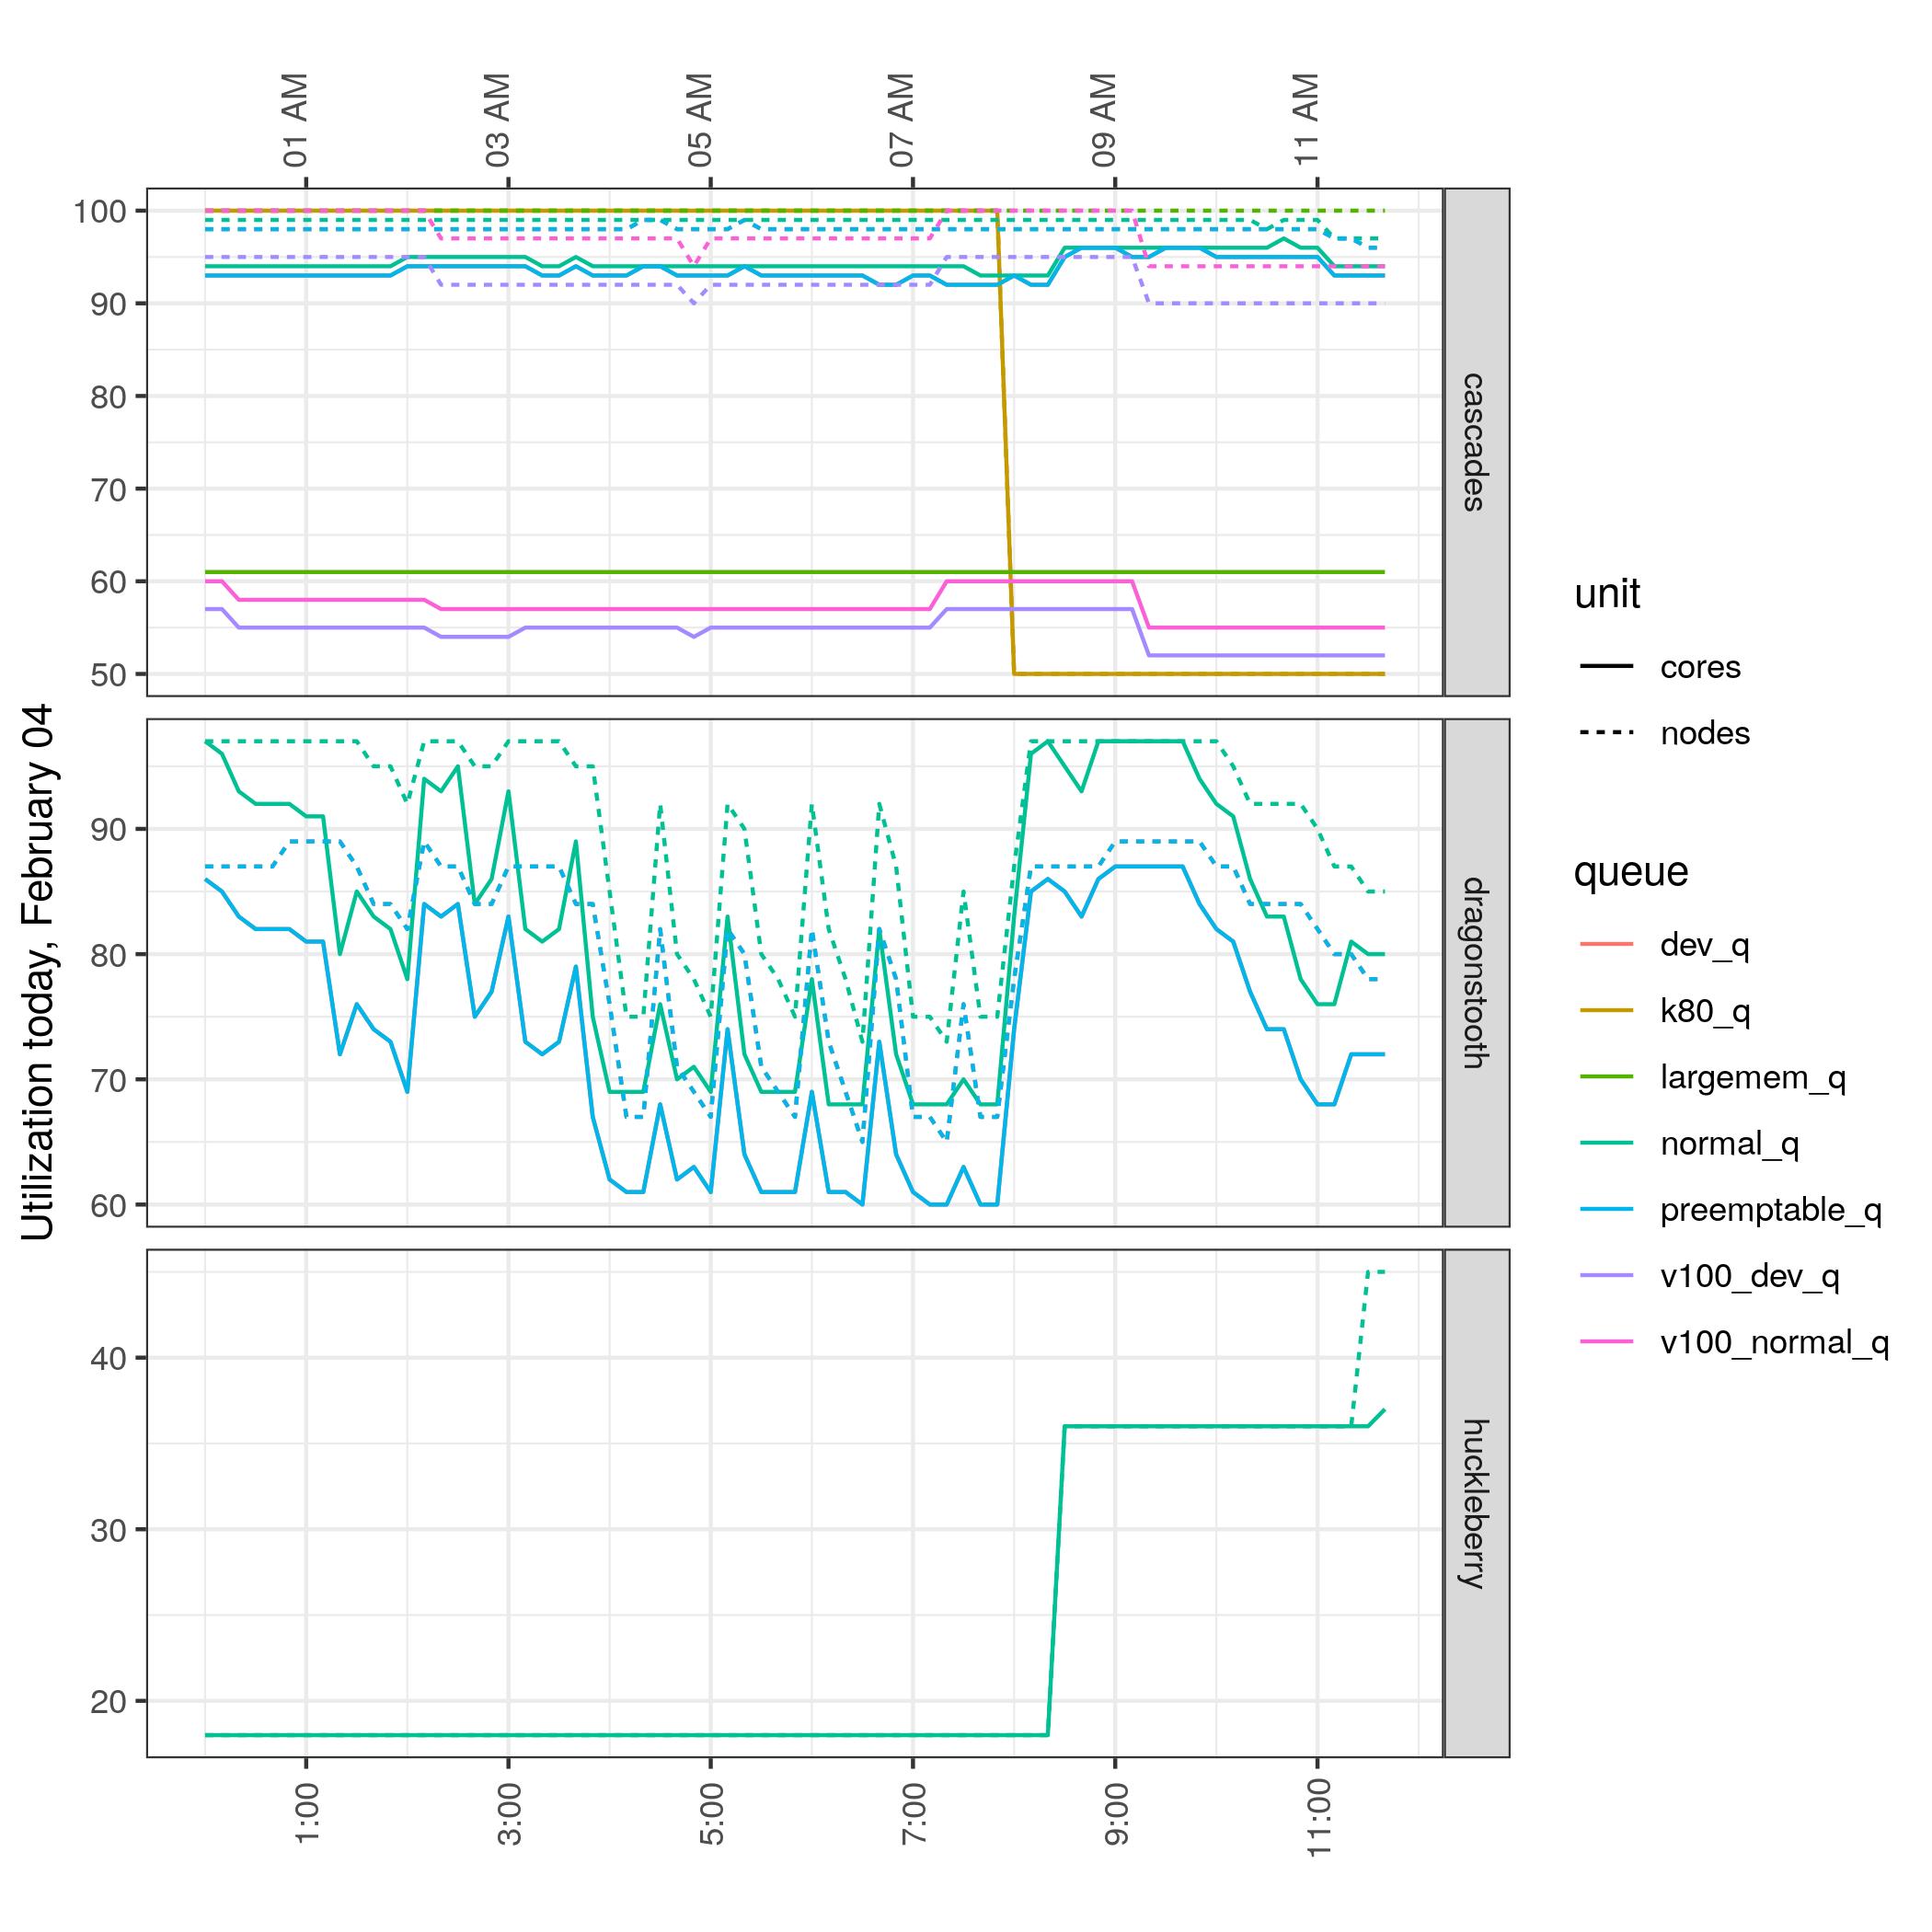 01 AM
03 AM
05 AM
07 AM
09 AM
11 AM
Utilization today, February 04
100
90
80
70
60
50
cascades
90
80
70
60
dragonstooth
40
30
20
huckleberry
1:00
3:00
5:00
7:00
9:00
11:00
unit
cores
nodes
queue
dev_q
k80_q
largemem_q
normal_q
preemptable_q
v100_dev_q
v100_normal_q